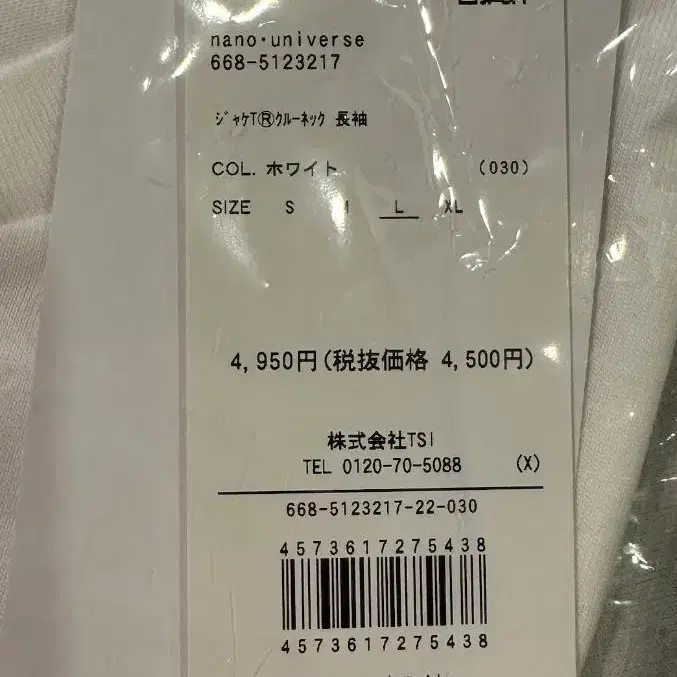 nano・universe
668-5123217
ジャケTⓇクルーネック 長袖
COL. ホワイト (030)
SIZE S L XL
4,950円(税抜価格 4,500円)
株式会社TSI
TEL 0120-70-5088 (X)
668-5123217-22-030
4573617275438
4573617275438